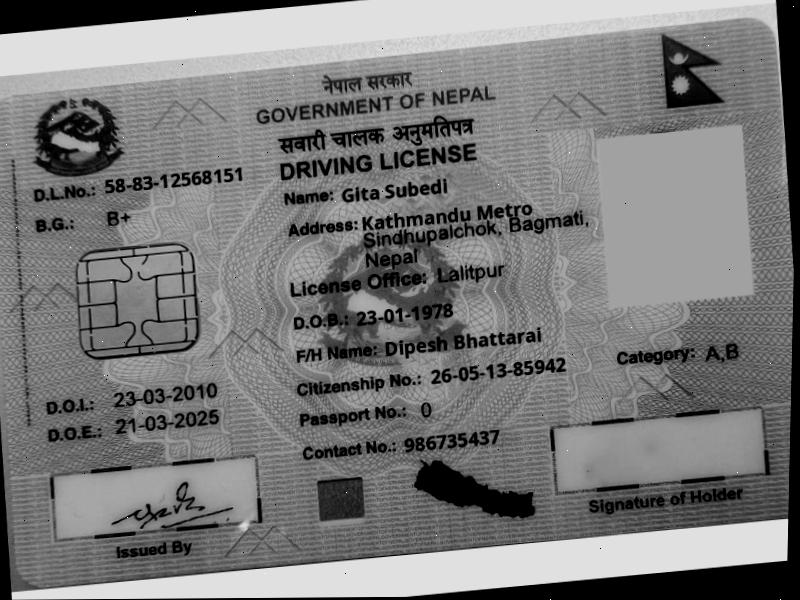 नेपाल सरकार
GOVERNMENT OF NEPAL
सवारी चालक अनुमतिपत्र
DRIVING LICENSE
D.L.No.: 58-83-12568151
B.G.: B+
Name: Gita Subedi
Address: Kathmandu Metro
Sindhupalchok, Bagmati,
Nepal
License Office: Lalitpur
D.O.B.: 23-01-1978
F/H Name: Dipesh Bhattarai
Citizenship No.: 26-05-13-85942
Passport No.: 0
Contact No.: 986735437
Category: A,B
D.O.I.: 23-03-2010
D.O.E.: 21-03-2025
Issued By
Signature of Holder